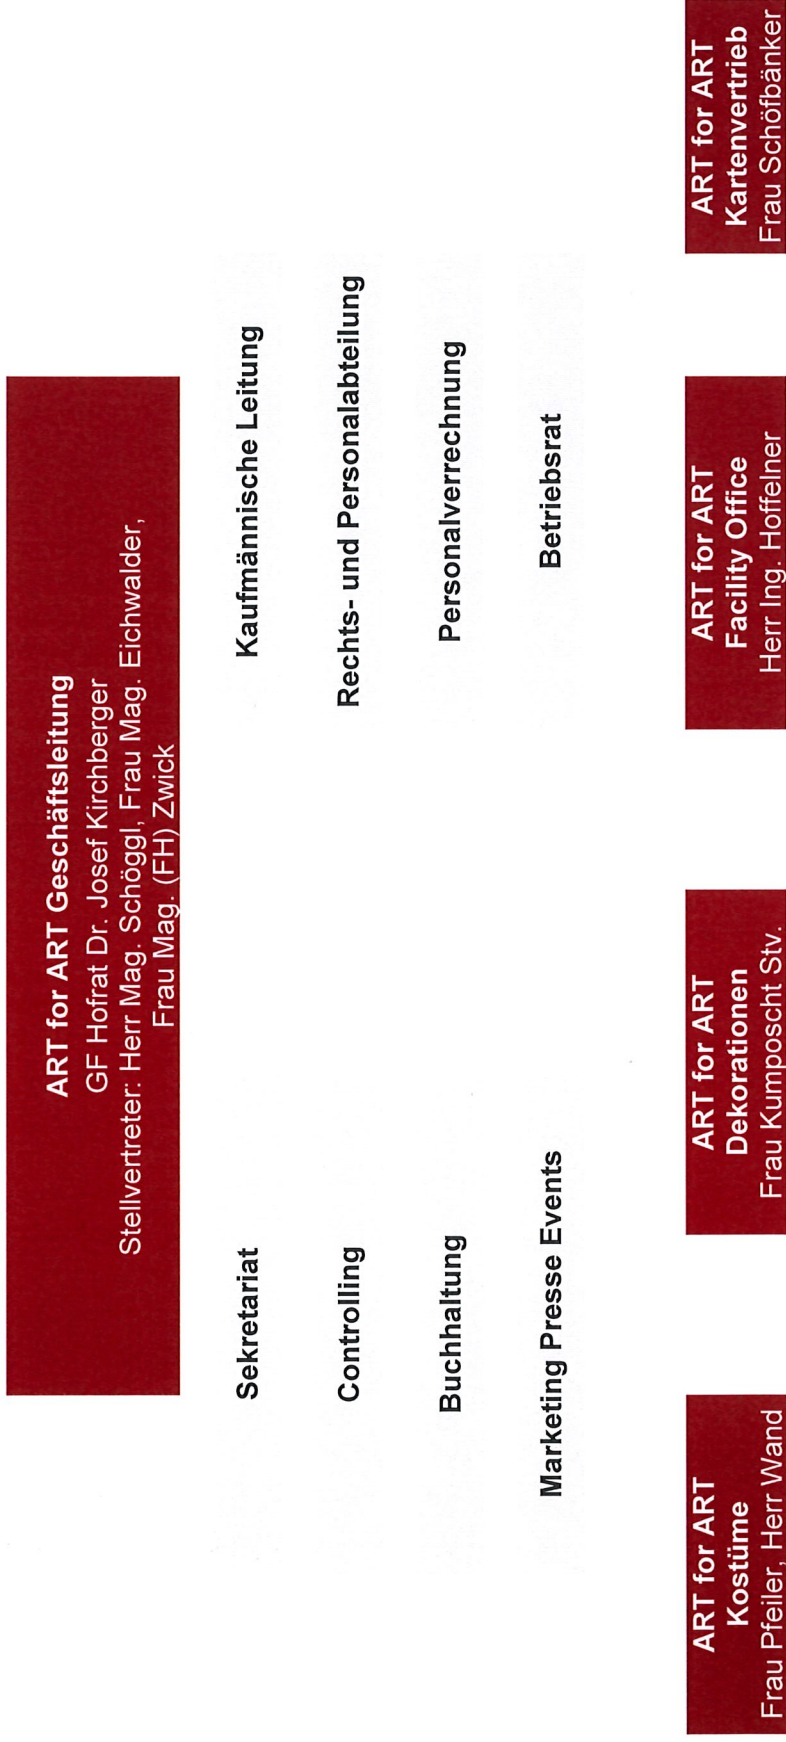 ART for ART Geschäftsleitung
GF Hofrat Dr. Josef Kirchberger
Stellvertreter: Herr Mag. Schöggl, Frau Mag. Eichwalder,
Frau Mag. (FH) Zwick
Sekretariat
Kaufmännische Leitung
Controlling
Rechts- und Personalabteilung
Buchhaltung
Personalverrechnung
Marketing Presse Events
Betriebsrat
ART for ART
Kostüme
Frau Pfeiler, Herr Wand
ART for ART
Dekorationen
Frau Kumposcht Stv.
ART for ART
Facility Office
Herr Ing. Hoffelner
ART for ART
Kartenvertrieb
Frau Schöfbänker